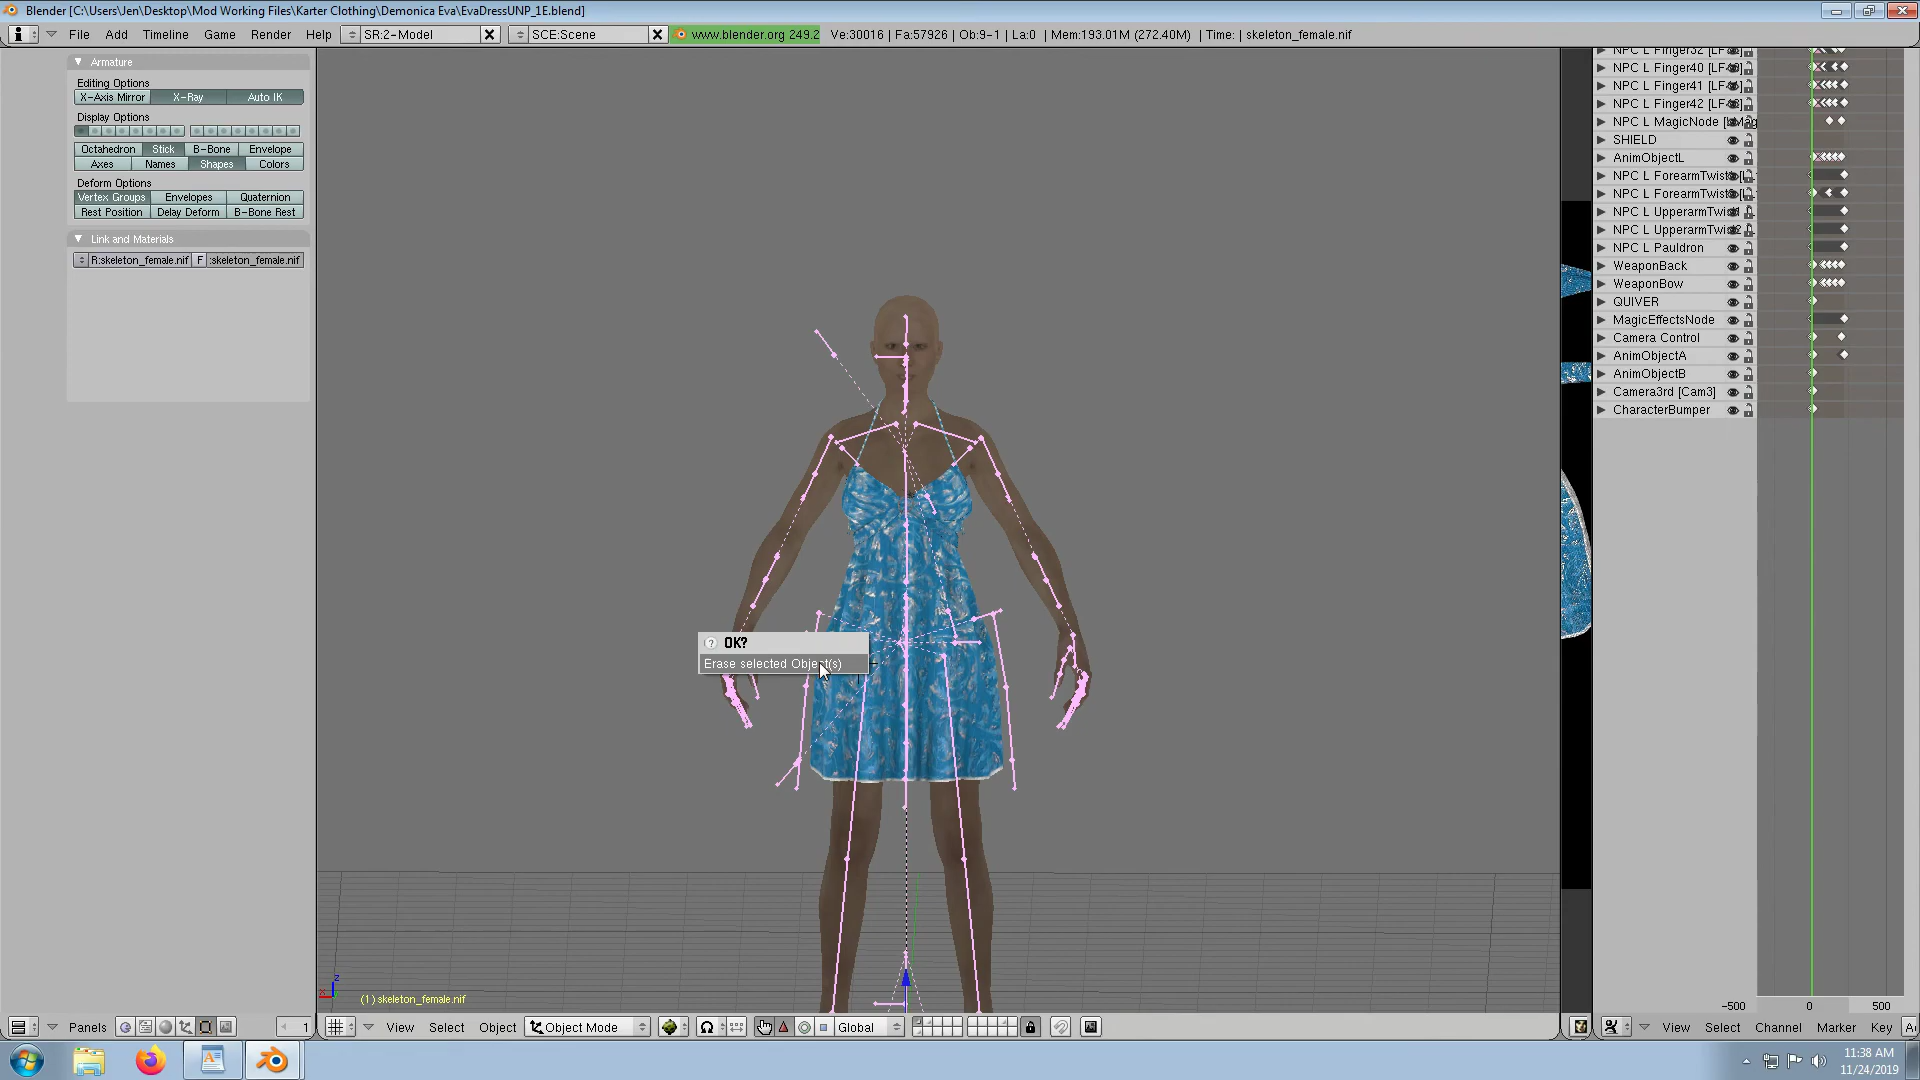 Blender [C:\Users\Jen\Desktop\Mod Working Files\Karter Clothing\Demonica Eva\EvaDressUNP_1E.blend]
File Add Timeline Game Render Help SR:2-Model SCE:Scene www.blender.org 249.2 Ve:30016 | Fa:57926 | Ob:9-1 | La:0 | Mem:193.01M (272.40M) | Time: | skeleton_female.nif
Armature
Editing Options
X-Axis Mirror X-Ray Auto IK
Display Options
Octahedron Stick B-Bone Envelope
Axes Names Shapes Colors
Deform Options
Vertex Groups Envelopes Quaternion
Rest Position Delay Deform B-Bone Rest
Link and Materials
R:skeleton_female.nif F :skeleton_female.nif
OK?
Erase selected Object(s)
(1) skeleton_female.nif
z
x
NPC L Finger32
NPC L Finger40
NPC L Finger41
NPC L Finger42
NPC L MagicNode
SHIELD
AnimObjectL
NPC L
NPC L
NPC L
NPC L
NPC L Pauldron
WeaponBack
WeaponBow
QUIVER
MagicEffectsNode
Camera Control
AnimObjectA
AnimObjectB
Camera3rd [Cam3]
CharacterBumper
-500 0 500
Panels 1
View Select Object Object Mode Global
View Select Channel Marker Key
11:38 AM
11/24/2019